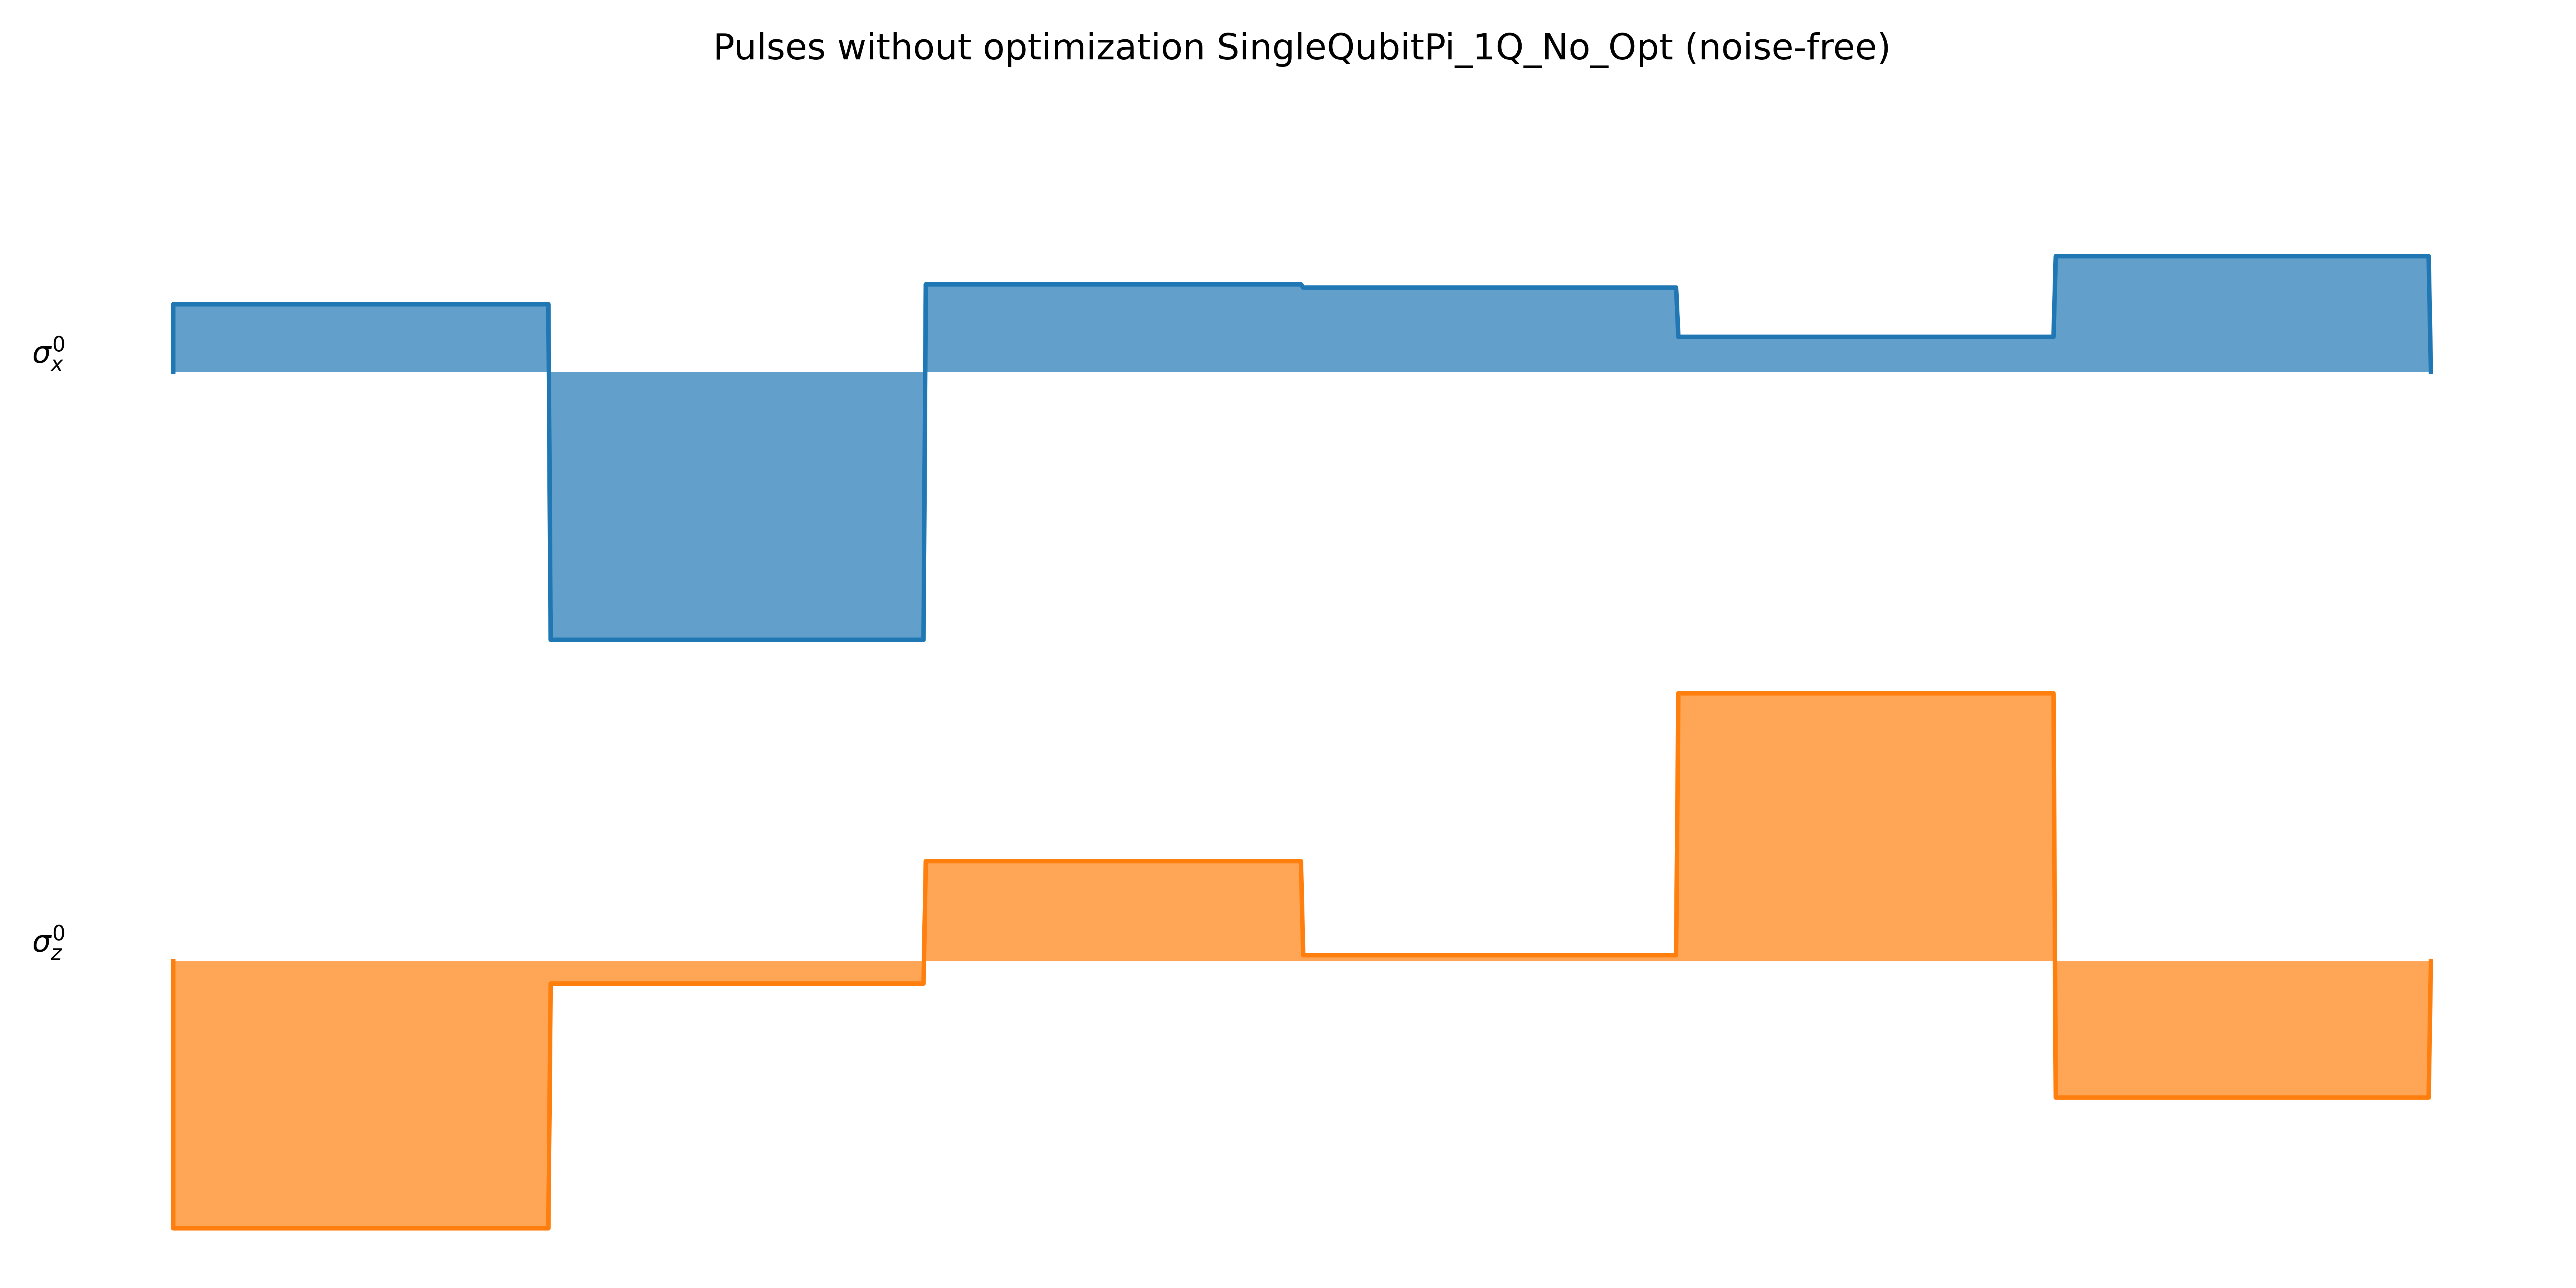 Pulses without optimization SingleQubitPi_1Q_No_Opt (noise-free)
σ_x^0
σ_z^0